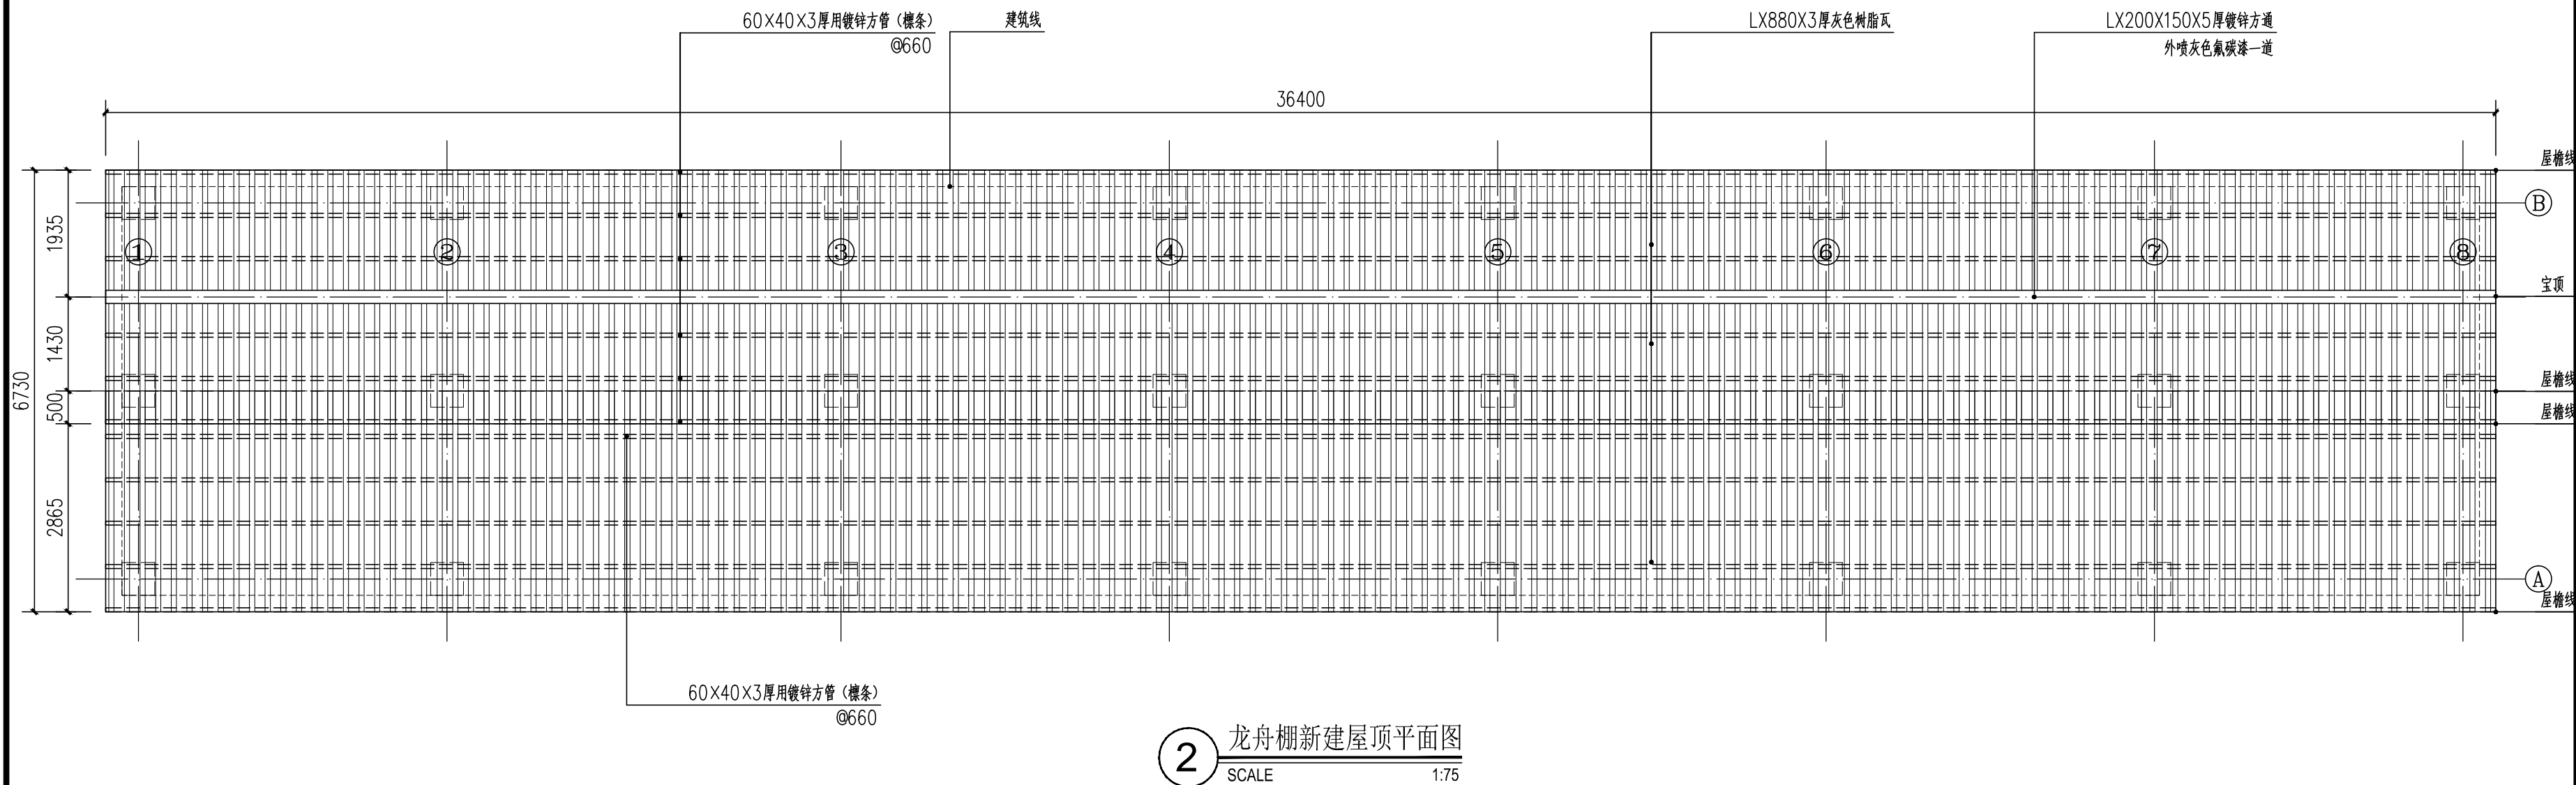 60X40X3厚用镀锌方管（檩条）
@660
建筑线
LX880X3厚灰色树脂瓦
LX200X150X5厚镀锌方通
外喷灰色氟碳漆一道
36400
屋檐线
B
1935
① ② ③ ④ ⑤ ⑥ ⑦ ⑧
宝顶
1430
6730
屋檐线
500
屋檐线
2865
A
屋檐线
60X40X3厚用镀锌方管（檩条）
@660
2 龙舟棚新建屋顶平面图
SCALE 1:75